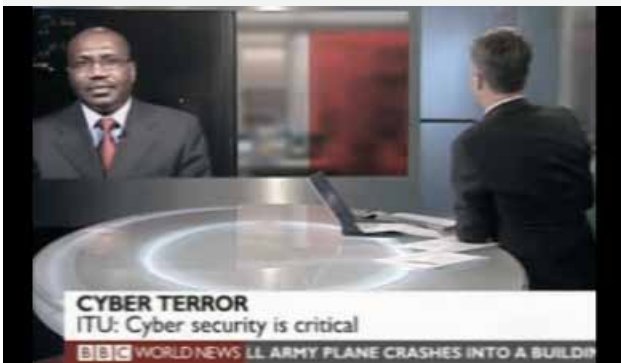 CYBER TERROR
ITU: Cyber security is critical
BBC WORLD NEWS LL ARMY PLANE CRASHES INTO A BUILDIN